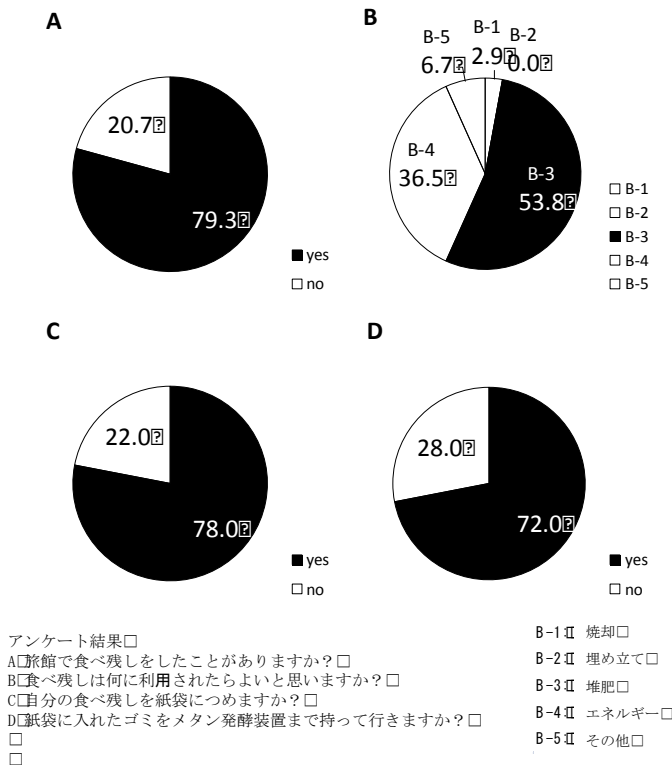 A
20.7
79.3
yes
no
B
B-5
6.7
B-1
2.9
B-2
0.0
B-4
36.5
B-3
53.8
B-1
B-2
B-3
B-4
B-5
C
22.0
78.0
yes
no
D
28.0
72.0
yes
no
アンケート結果
A 旅館で食べ残しをしたことがありますか？
B 食べ残しは何に利用されたらよいと思いますか？
C 自分の食べ残しを紙袋につめますか？
D 紙袋に入れたゴミをメタン発酵装置まで持って行きますか？
B-1: 焼却
B-2: 埋め立て
B-3: 堆肥
B-4: エネルギー
B-5: その他